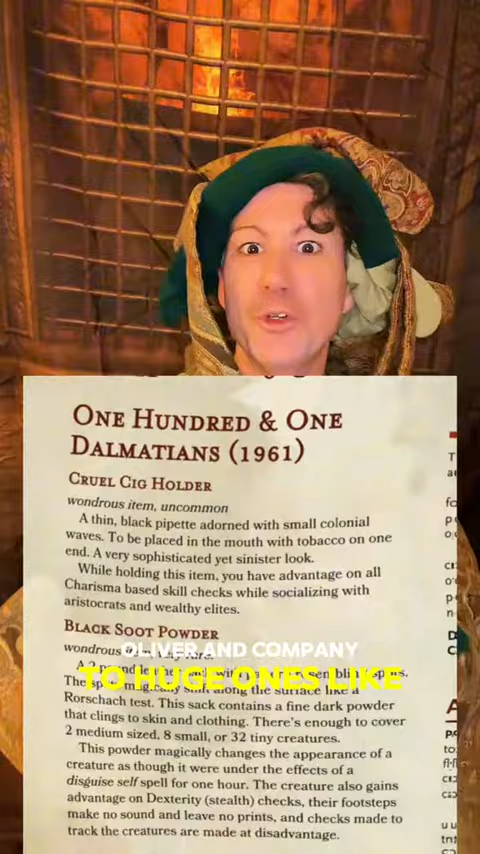 ONE HUNDRED & ONE
DALMATIANS (1961)
CRUEL CIG HOLDER
wondrous item, uncommon
A thin, black pipette adorned with small colonial
waves. To be placed in the mouth with tobacco on one
end. A very sophisticated yet sinister look.
While holding this item, you have advantage on all
Charisma based skill checks while socializing with
aristocrats and wealthy elites.
BLACK SOOT POWDER
wondrous
OLIVER AND COMPANY
TO HUGE ONES LIKE
along the surface like a
Rorschach test. This sack contains a fine dark powder
that clings to skin and clothing. There's enough to cover
2 medium sized, 8 small, or 32 tiny creatures.
This powder magically changes the appearance of a
creature as though it were under the effects of a
disguise self spell for one hour. The creature also gains
advantage on Dexterity (stealth) checks, their footsteps
make no sound and leave no prints, and checks made to
track the creatures are made at disadvantage.